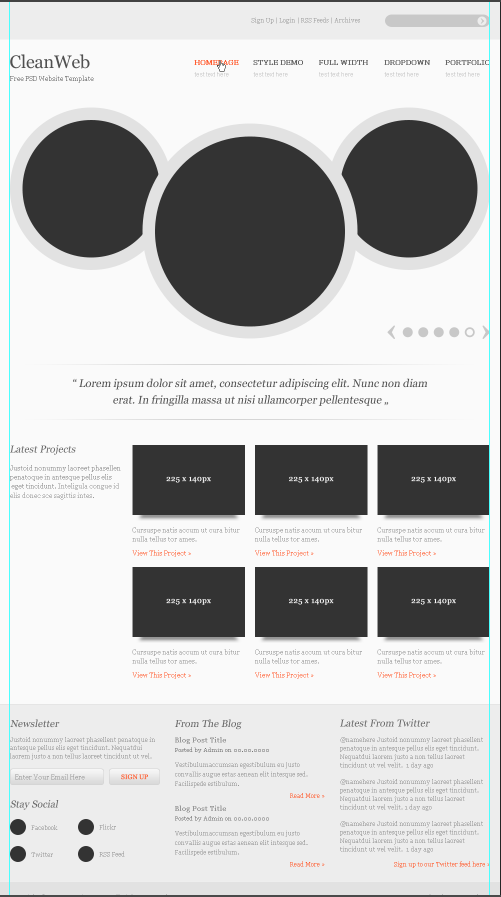 Sign Up | Login | RSS Feeds | Archives
CleanWeb
Free PSD Website Template
HOMEPAGE STYLE DEMO FULL WIDTH DROPDOWN PORTFOLIO
test text here test text here test text here test text here test text here
“ Lorem ipsum dolor sit amet, consectetur adipiscing elit. Nunc non diam
erat. In fringilla massa ut nisi ullamcorper pellentesque „
Latest Projects
Justoid nonummy laoreet phasellen
penatoque in antesque pellus elis
eget tincidunt. Inteligula congue id
elis donecsce sagittis intes.
225 x 140px 225 x 140px 225 x 140px
Cursuspe natis accum ut cura bitur Cursuspe natis accum ut cura bitur Cursuspe natis accum ut cura bitur
nulla tellus tor ames. nulla tellus tor ames. nulla tellus tor ames.
View This Project » View This Project » View This Project »
225 x 140px 225 x 140px 225 x 140px
Cursuspe natis accum ut cura bitur Cursuspe natis accum ut cura bitur Cursuspe natis accum ut cura bitur
nulla tellus tor ames. nulla tellus tor ames. nulla tellus tor ames.
View This Project » View This Project » View This Project »
Newsletter
Justoid nonummy laoreet phasellent penatoque in
antesque pellus elis eget tincidunt. Nequatdui
laorem justo a non tellus laoreet tincidunt ut vel.
Enter Your Email Here SIGN UP
Stay Social
Facebook Flickr
Twitter RSS Feed
From The Blog
Blog Post Title
Posted by Admin on 00.00.0000
Vestibulumaccumsan egestibulum eu justo
convallis augue estas aenean elit intesque sed.
Facilispede estibulum.
Read More »
Blog Post Title
Posted by Admin on 00.00.0000
Vestibulumaccumsan egestibulum eu justo
convallis augue estas aenean elit intesque sed.
Facilispede estibulum.
Read More »
Latest From Twitter
@namehere Justoid nonummy laoreet phasellent
penatoque in antesque pellus elis eget tincidunt.
Nequatdui laorem justo a non tellus laoreet
tincidunt ut vel velit. 1 day ago
@namehere Justoid nonummy laoreet phasellent
penatoque in antesque pellus elis eget tincidunt.
Nequatdui laorem justo a non tellus laoreet
tincidunt ut vel velit. 1 day ago
@namehere Justoid nonummy laoreet phasellent
penatoque in antesque pellus elis eget tincidunt.
Nequatdui laorem justo a non tellus laoreet
tincidunt ut vel velit. 1 day ago
Sign up to our Twitter feed here »